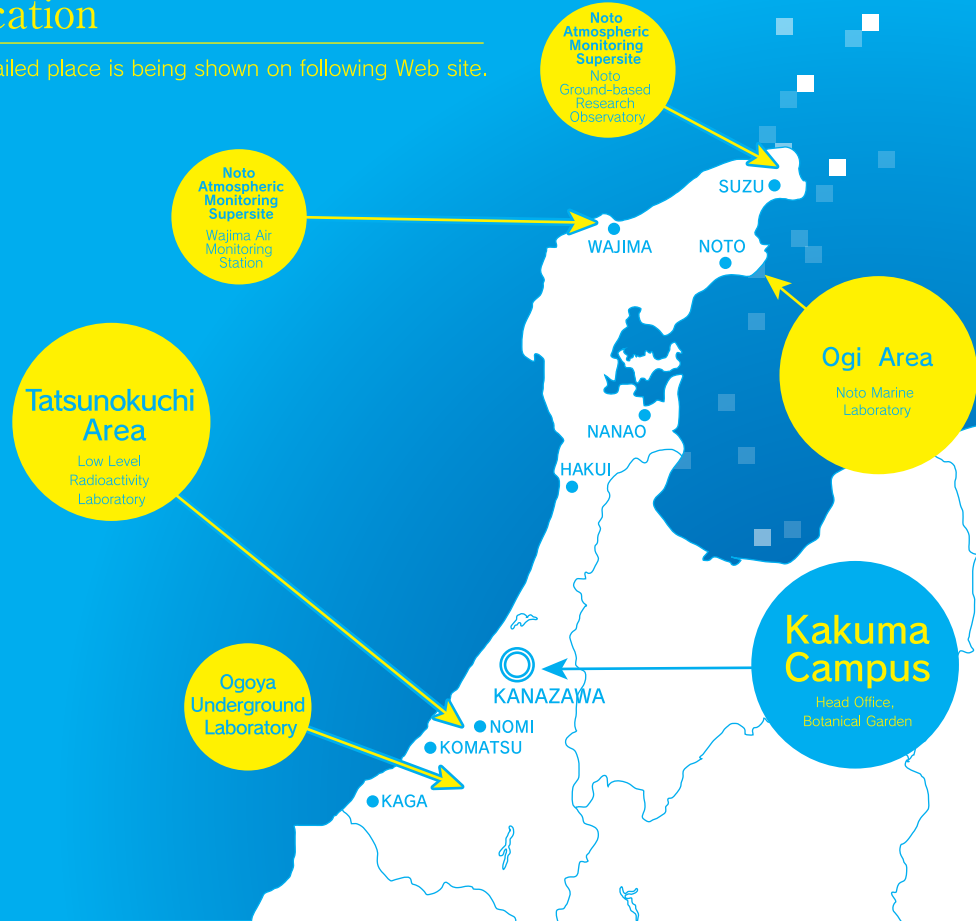 cation
ailed place is being shown on following Web site.
Noto
Atmospheric
Monitoring
Supersite
Noto
Ground-based
Research
Observatory
Noto
Atmospheric
Monitoring
Supersite
Wajima Air
Monitoring
Station
SUZU
WAJIMA
NOTO
Ogi Area
Noto Marine
Laboratory
Tatsunokuchi
Area
Low Level
Radioactivity
Laboratory
NANAO
HAKUI
Kakuma
Campus
Head Office,
Botanical Garden
KANAZAWA
Ogoya
Underground
Laboratory
NOMI
KOMATSU
KAGA